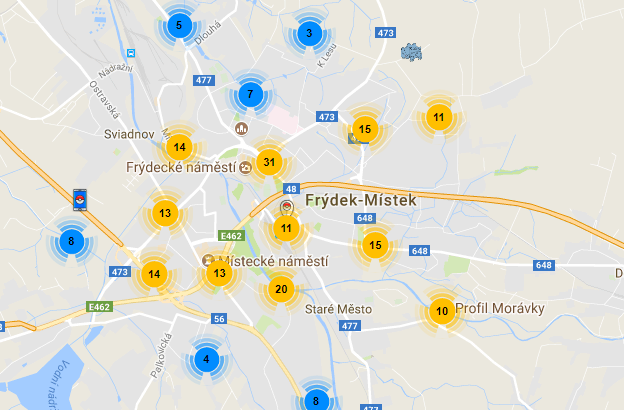 5
3
Dlouhá
473
K Lesu
Nádražní
477
7
Ostravská
473
11
15
Sviadnov
14
31
Frýdecké náměstí
48
Frýdek-Místek
13
11
648
E462
8
15
648
648
473
14
13
Místecké náměstí
D
20
E462
Staré Město
10
Profil Morávky
56
477
Palkovická
4
Vodní nádr
8
473